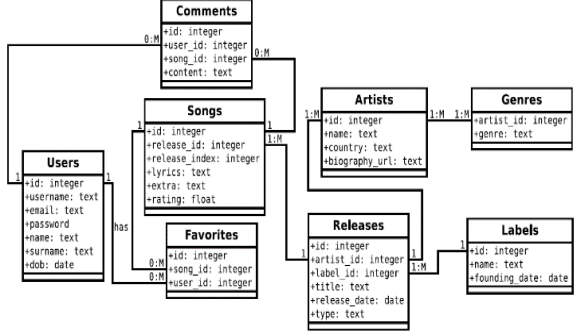 Comments
+id: integer
+user_id: integer
+song_id: integer
+content: text
0:M
0:M
Songs
+id: integer
+release_id: integer
+release_index: integer
+lyrics: text
+extra: text
+rating: float
1
1
1:M
Artists
+id: integer
+name: text
+country: text
+biography_url: text
1:M
1:M
1:M
Genres
+artist_id: integer
+genre: text
Users
+id: integer
+username: text
+email: text
+password
+name: text
+surname: text
+dob: date
1
1
has
Favorites
+id: integer
+song_id: integer
+user_id: integer
0:M
0:M
Releases
+id: integer
+artist_id: integer
+label_id: integer
+title: text
+release_date: date
+type: text
1
1
1:M
Labels
+id: integer
+name: text
+founding_date: date
1